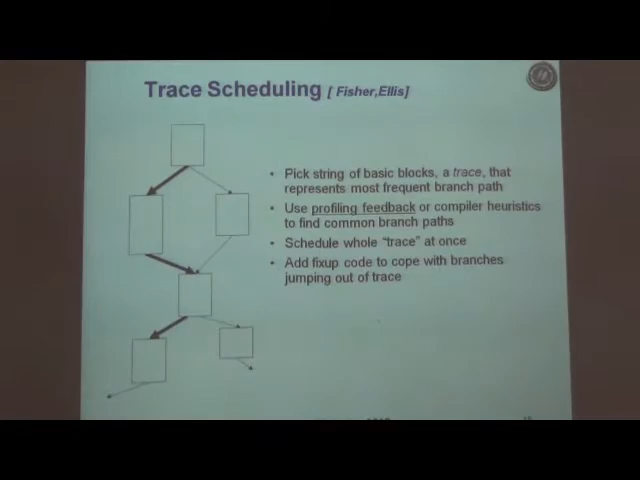 Trace Scheduling [ Fisher,Ellis]
• Pick string of basic blocks, a trace, that
represents most frequent branch path
• Use profiling feedback or compiler heuristics
to find common branch paths
• Schedule whole “trace” at once
• Add fixup code to cope with branches
jumping out of trace